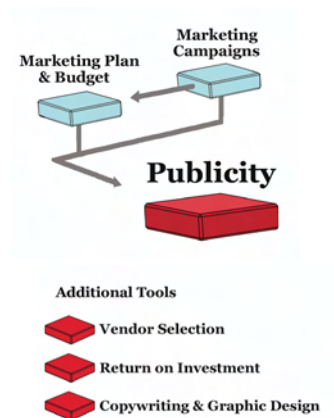 Marketing
Campaigns
Marketing Plan
& Budget
Publicity
Additional Tools
Vendor Selection
Return on Investment
Copywriting & Graphic Design